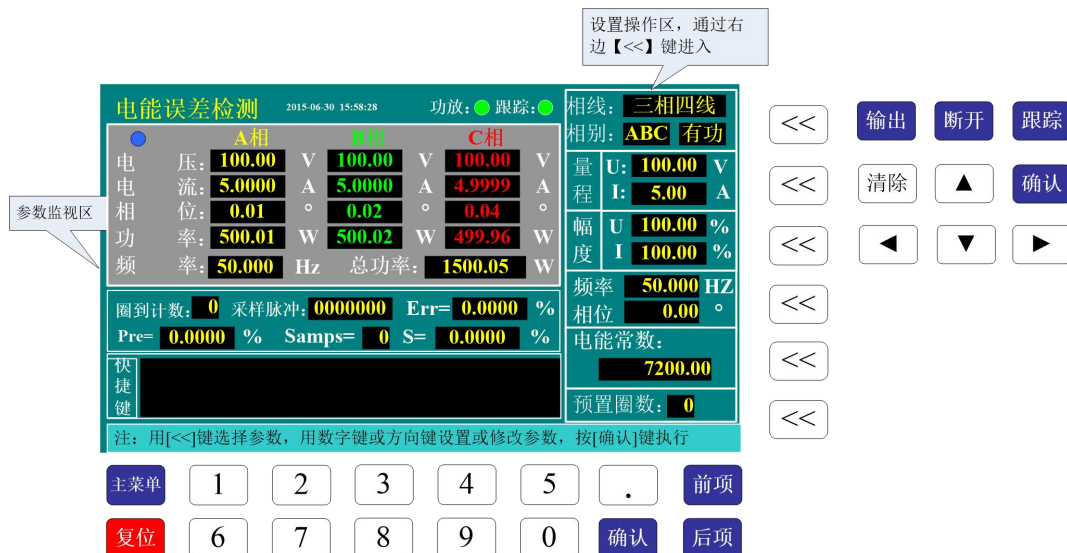 设置操作区，通过右
边【<<】键进入
参数监视区
电能误差检测 2015-06-30 15:58:28 功放: 跟踪:
A相 B相 C相
电 压: 100.00 V 100.00 V 100.00 V
电 流: 5.0000 A 5.0000 A 4.9999 A
相 位: 0.01 ° 0.02 ° 0.04 °
功 率: 500.01 W 500.02 W 499.96 W
频 率: 50.000 Hz 总功率: 1500.05 W
圈到计数: 0 采样脉冲: 0000000 Err= 0.0000 %
Pre= 0.0000 % Samps= 0 S= 0.0000 %
快捷键
相线: 三相四线
相别: ABC 有功
量程 U: 100.00 V
I: 5.00 A
幅度 U 100.00 %
I 100.00 %
频率 50.000 HZ
相位 0.00 °
电能常数:
7200.00
预置圈数: 0
注: 用[<<]键选择参数, 用数字键或方向键设置或修改参数, 按[确认]键执行
<< 输出 断开 跟踪
<< 清除 ▲ 确认
<< ◀ ▼ ▶
<<
<<
<<
主菜单 1 2 3 4 5 . 前项
复位 6 7 8 9 0 确认 后项